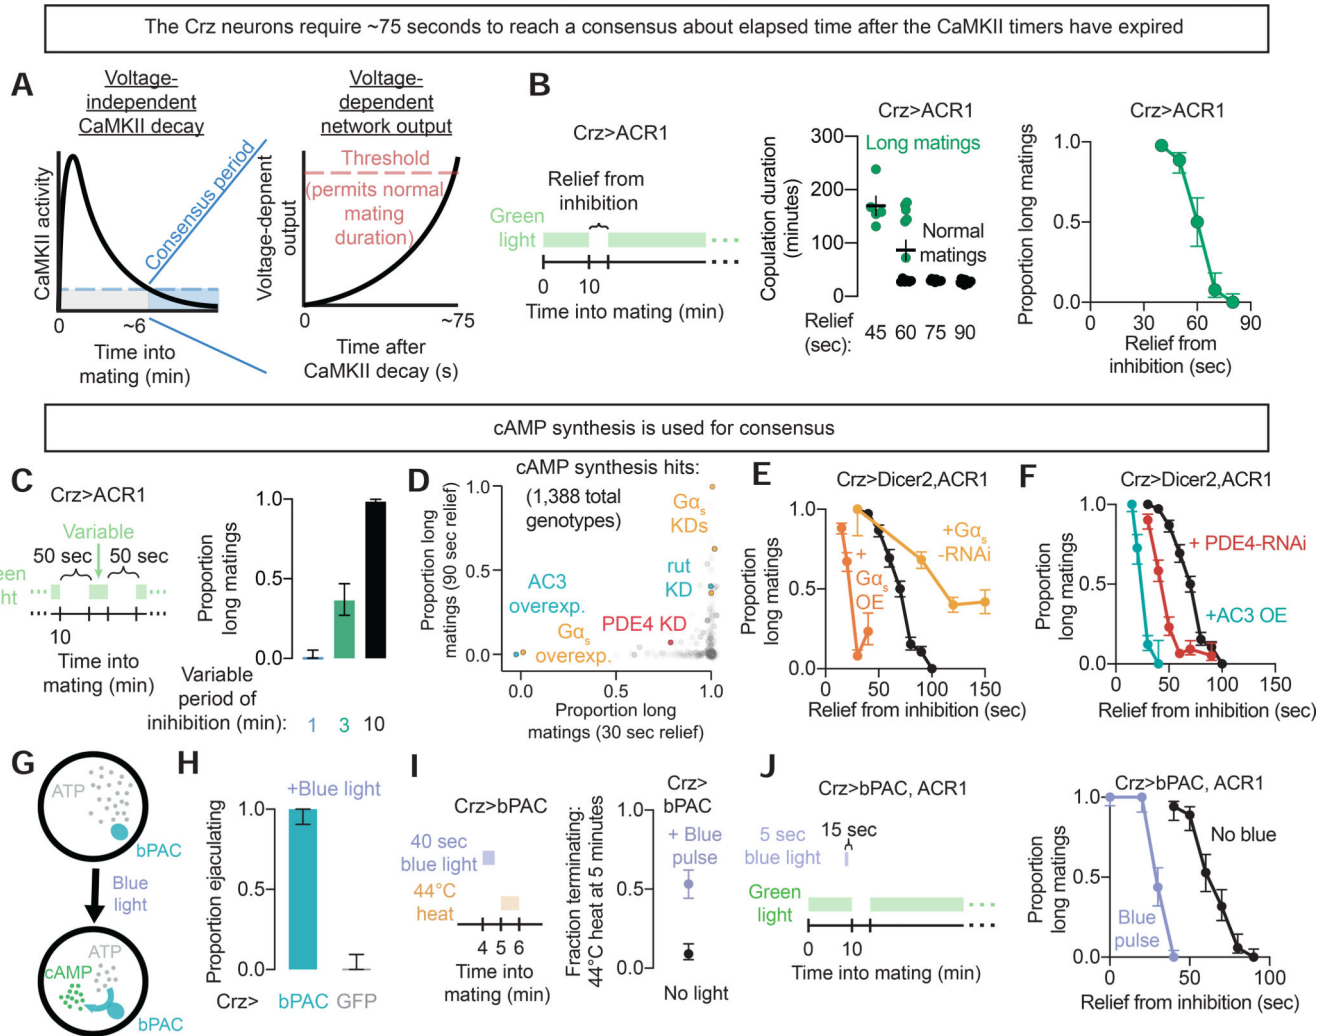 The Crz neurons require ~75 seconds to reach a consensus about elapsed time after the CaMKII timers have expired
A
Voltage-
independent
CaMKII decay
CaMKII activity
Consensus period
0
~6
Time into
mating (min)
Voltage-
dependent
network output
Voltage-depnent
output
Threshold
(permits normal
mating
duration)
0
~75
Time after
CaMKII decay (s)
B
Crz>ACR1
Relief from
inhibition
Green
light
0
10
Time into mating (min)
Crz>ACR1
Copulation duration
(minutes)
300
200
100
0
Long matings
Normal
matings
Relief
(sec):
45 60 75 90
Crz>ACR1
Proportion long matings
1.0
0.5
0.0
0 30 60 90
Relief from
inhibition (sec)
cAMP synthesis is used for consensus
C
Crz>ACR1
Variable
50 sec
50 sec
een
ht
10
Time into
mating (min)
Proportion
long matings
1.0
0.5
0.0
Variable
period of
inihibition (min):
1 3 10
D
cAMP synthesis hits:
(1,388 total
genotypes)
Proportion long
matings (90 sec relief)
1.0
0.5
0.0
Gαs
KDs
rut
KD
AC3
overexp.
PDE4 KD
Gαs
overexp.
0.0 0.5 1.0
Proportion long
matings (30 sec relief)
E
Crz>Dicer2,ACR1
Proportion
long matings
1.0
0.5
0.0
+Gαs
-RNAi
+
Gαs
OE
0 50 100 150
Relief from inhibition (sec)
F
Crz>Dicer2,ACR1
Proportion
long matings
1.0
0.5
0.0
+ PDE4-RNAi
+AC3 OE
0 50 100 150
Relief from inhibition (sec)
G
ATP
bPAC
Blue
light
ATP
cAMP
bPAC
H
+Blue light
Proportion ejaculating
1.0
0.5
0.0
Crz> bPAC GFP
I
Crz>bPAC
40 sec
blue light
44°C
heat
4 5 6
Time into
mating (min)
Crz>
bPAC
Fraction terminating:
44°C heat at 5 minutes
1.0
0.5
0.0
+ Blue
pulse
No light
J
Crz>bPAC, ACR1
5 sec
blue light
15 sec
Green
light
0
10
Time into mating (min)
Crz>bPAC, ACR1
Proportion
long matings
1.0
0.5
0.0
No blue
Blue
pulse
0 50 100
Relief from inhibition (sec)